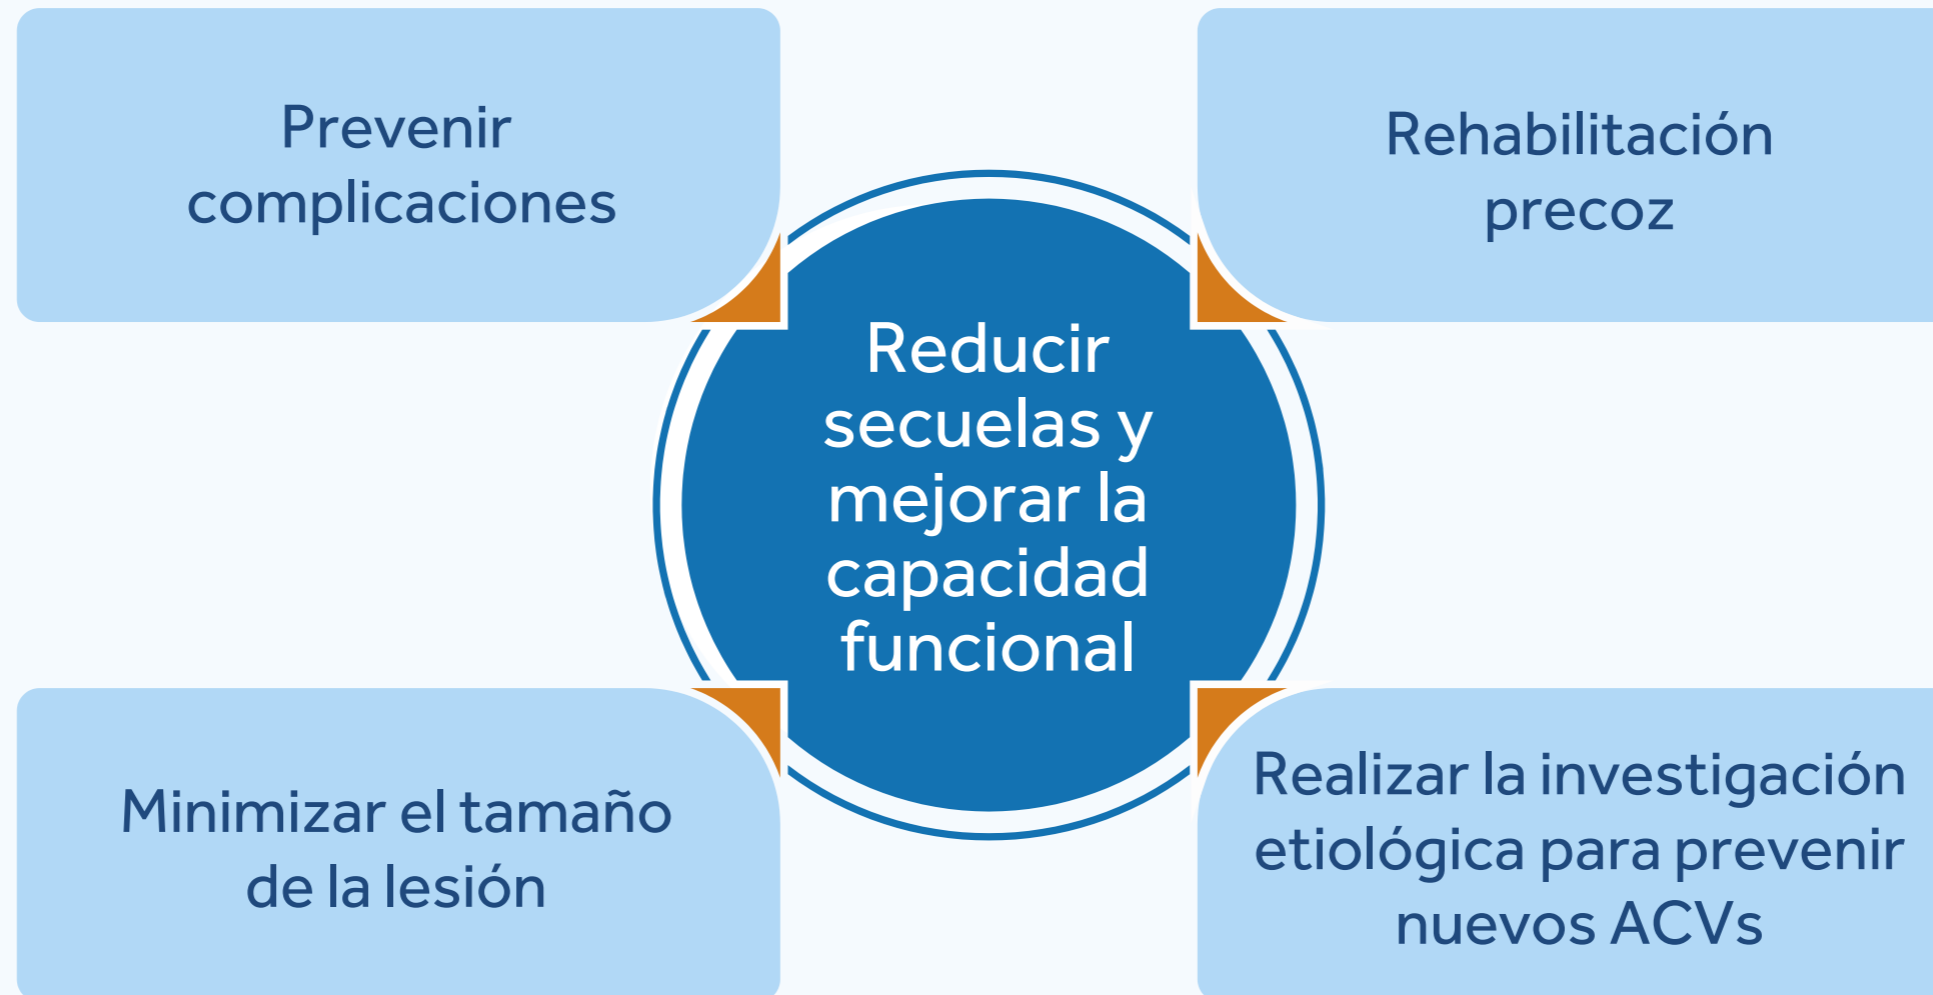 Prevenir
complicaciones
Rehabilitación
precoz
Reducir
secuelas y
mejorar la
capacidad
funcional
Minimizar el tamaño
de la lesión
Realizar la investigación
etiológica para prevenir
nuevos ACVs